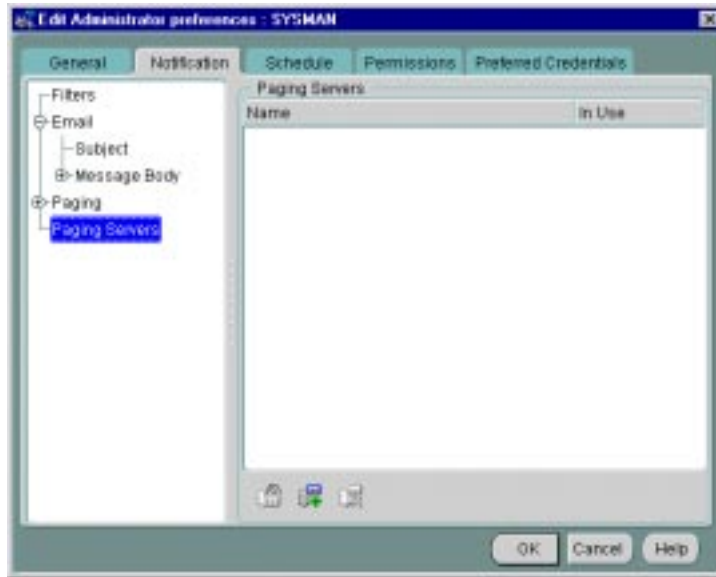 Edit Administrator preferences : SYSMAN
General Notification Schedule Permissions Preferred Credentials
Filters
Email
Subject
Message Body
Paging
Paging Servers
Paging Servers
Name In Use
OK Cancel Help